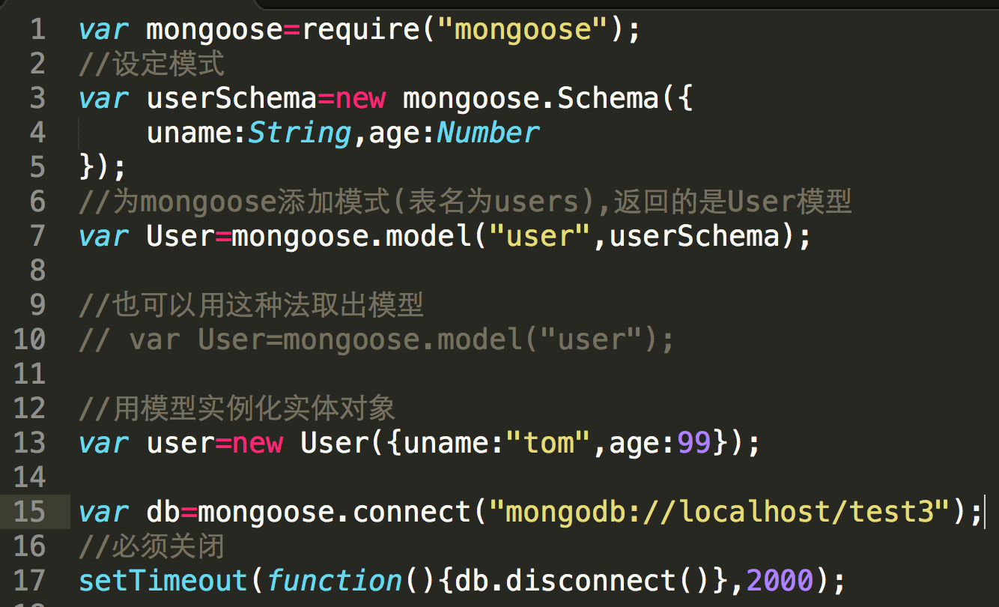 1 var mongoose=require("mongoose");
2 //设定模式
3 var userSchema=new mongoose.Schema({
4     uname:String,age:Number
5 });
6 //为mongoose添加模式(表名为users),返回的是User模型
7 var User=mongoose.model("user",userSchema);
8
9 //也可以用这种法取出模型
10 // var User=mongoose.model("user");
11
12 //用模型实例化实体对象
13 var user=new User({uname:"tom",age:99});
14
15 var db=mongoose.connect("mongodb://localhost/test3");
16 //必须关闭
17 setTimeout(function(){db.disconnect()},2000);